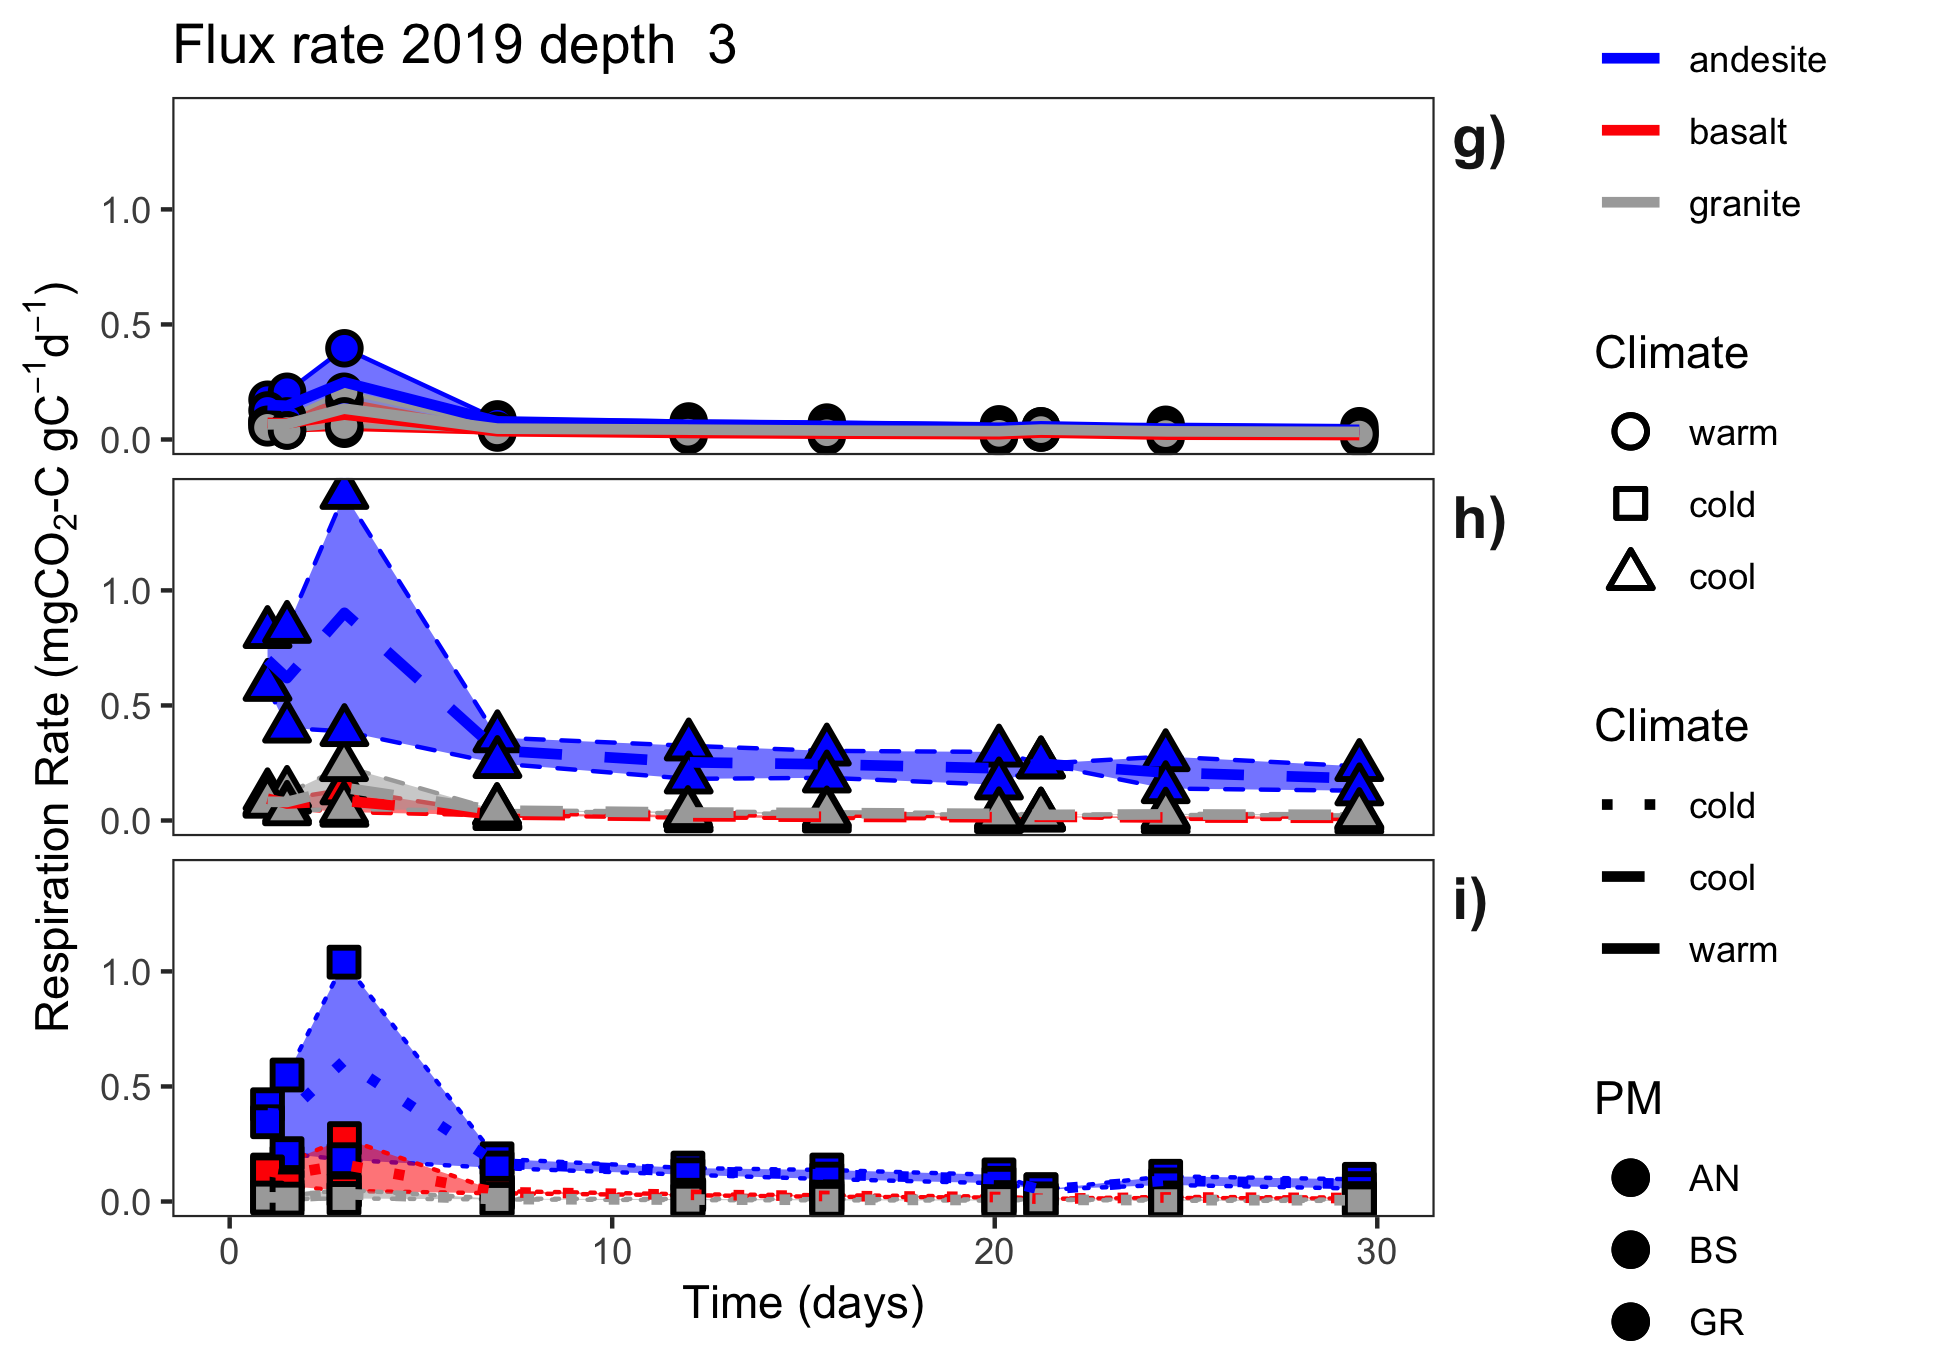 Flux rate 2019 depth  3
Respiration Rate (mgCO₂-C gC⁻¹d⁻¹)
g)
1.0
0.5
0.0
h)
1.0
0.5
0.0
i)
1.0
0.5
0.0
0 10 20 30
Time (days)
andesite
basalt
granite
Climate
warm
cold
cool
Climate
cold
cool
warm
PM
AN
BS
GR